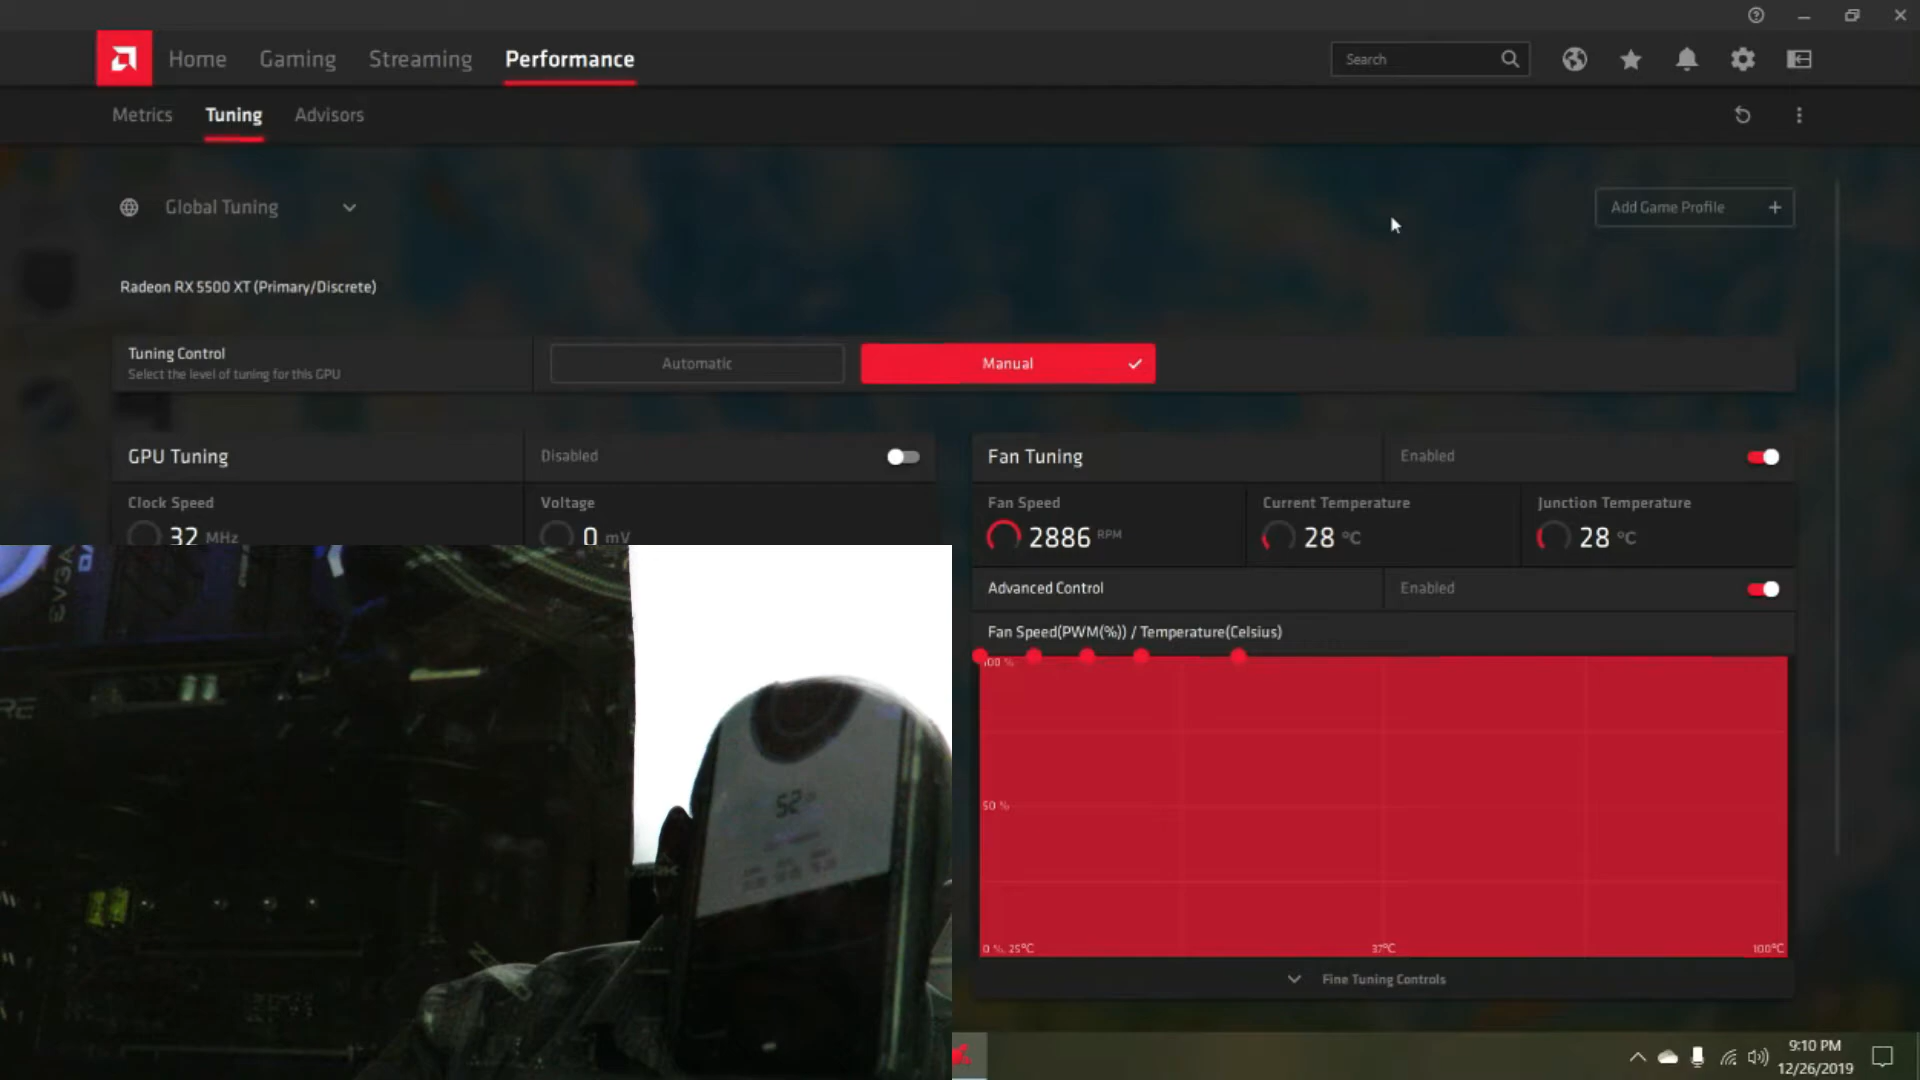 Home Gaming Streaming Performance
Search
Metrics Tuning Advisors
Global Tuning
Add Game Profile +
Radeon RX 5500 XT (Primary/Discrete)
Tuning Control
Select the level of tuning for this GPU
Automatic
Manual
GPU Tuning
Disabled
Clock Speed
32 MHz
Voltage
0 mV
Fan Tuning
Enabled
Fan Speed
2886 RPM
Current Temperature
28 °C
Junction Temperature
28 °C
Advanced Control
Enabled
Fan Speed(PWM(%)) / Temperature(Celsius)
100 %
50 %
0 %, 25°C
37°C
100°C
Fine Tuning Controls
EVGA
52
9:10 PM
12/26/2019